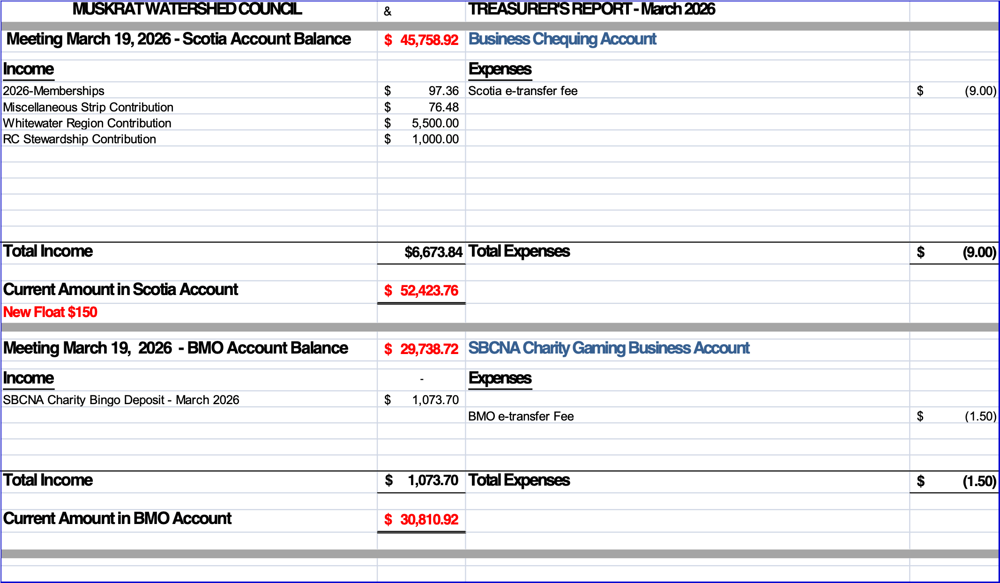 MUSKRAT WATERSHED COUNCIL & TREASURER'S REPORT - March 2026
Meeting March 19, 2026 - Scotia Account Balance $ 45,758.92 Business Chequing Account
Income Expenses
2026-Memberships $ 97.36 Scotia e-transfer fee $ (9.00)
Miscellaneous Strip Contribution $ 76.48
Whitewater Region Contribution $ 5,500.00
RC Stewardship Contribution $ 1,000.00
Total Income $6,673.84 Total Expenses $ (9.00)
Current Amount in Scotia Account $ 52,423.76
New Float $150
Meeting March 19, 2026 - BMO Account Balance $ 29,738.72 SBCNA Charity Gaming Business Account
Income - Expenses
SBCNA Charity Bingo Deposit - March 2026 $ 1,073.70
BMO e-transfer Fee $ (1.50)
Total Income $ 1,073.70 Total Expenses $ (1.50)
Current Amount in BMO Account $ 30,810.92